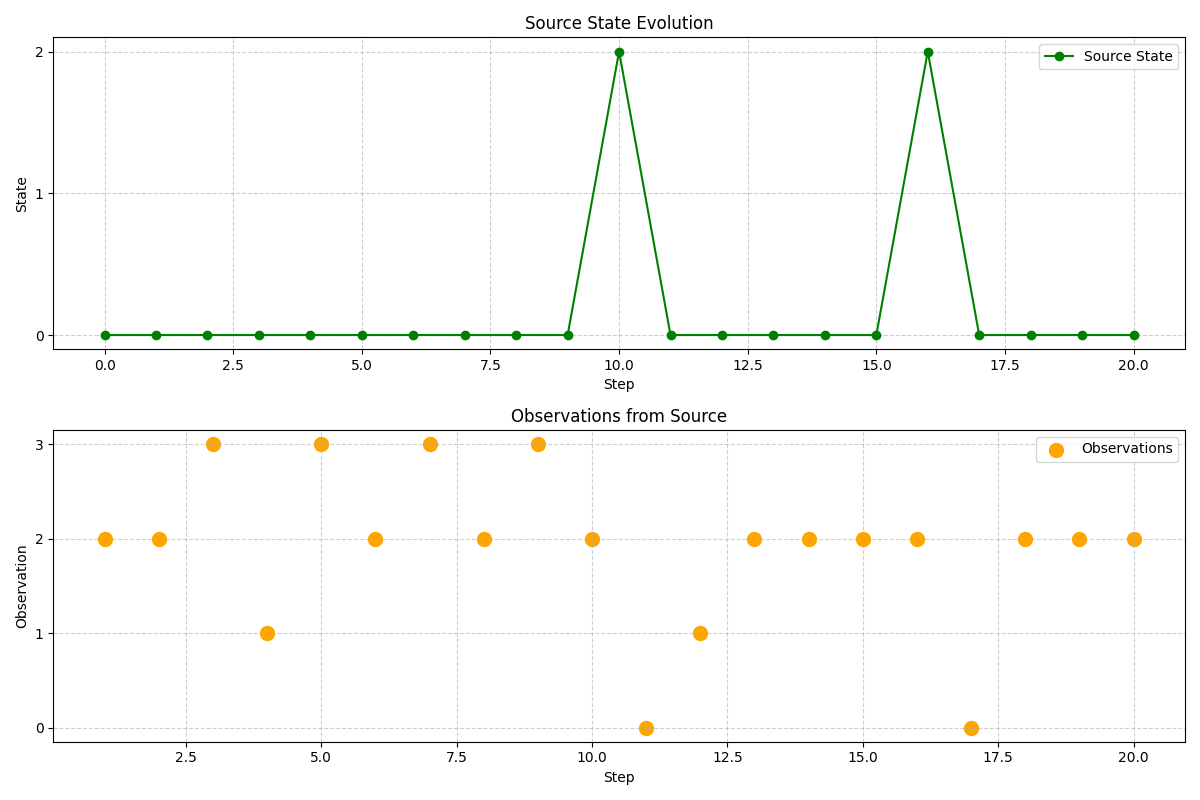 Source State Evolution
Source State
State
2
1
0
0.0 2.5 5.0 7.5 10.0 12.5 15.0 17.5 20.0
Step
Observations from Source
Observations
Observation
3
2
1
0
2.5 5.0 7.5 10.0 12.5 15.0 17.5 20.0
Step